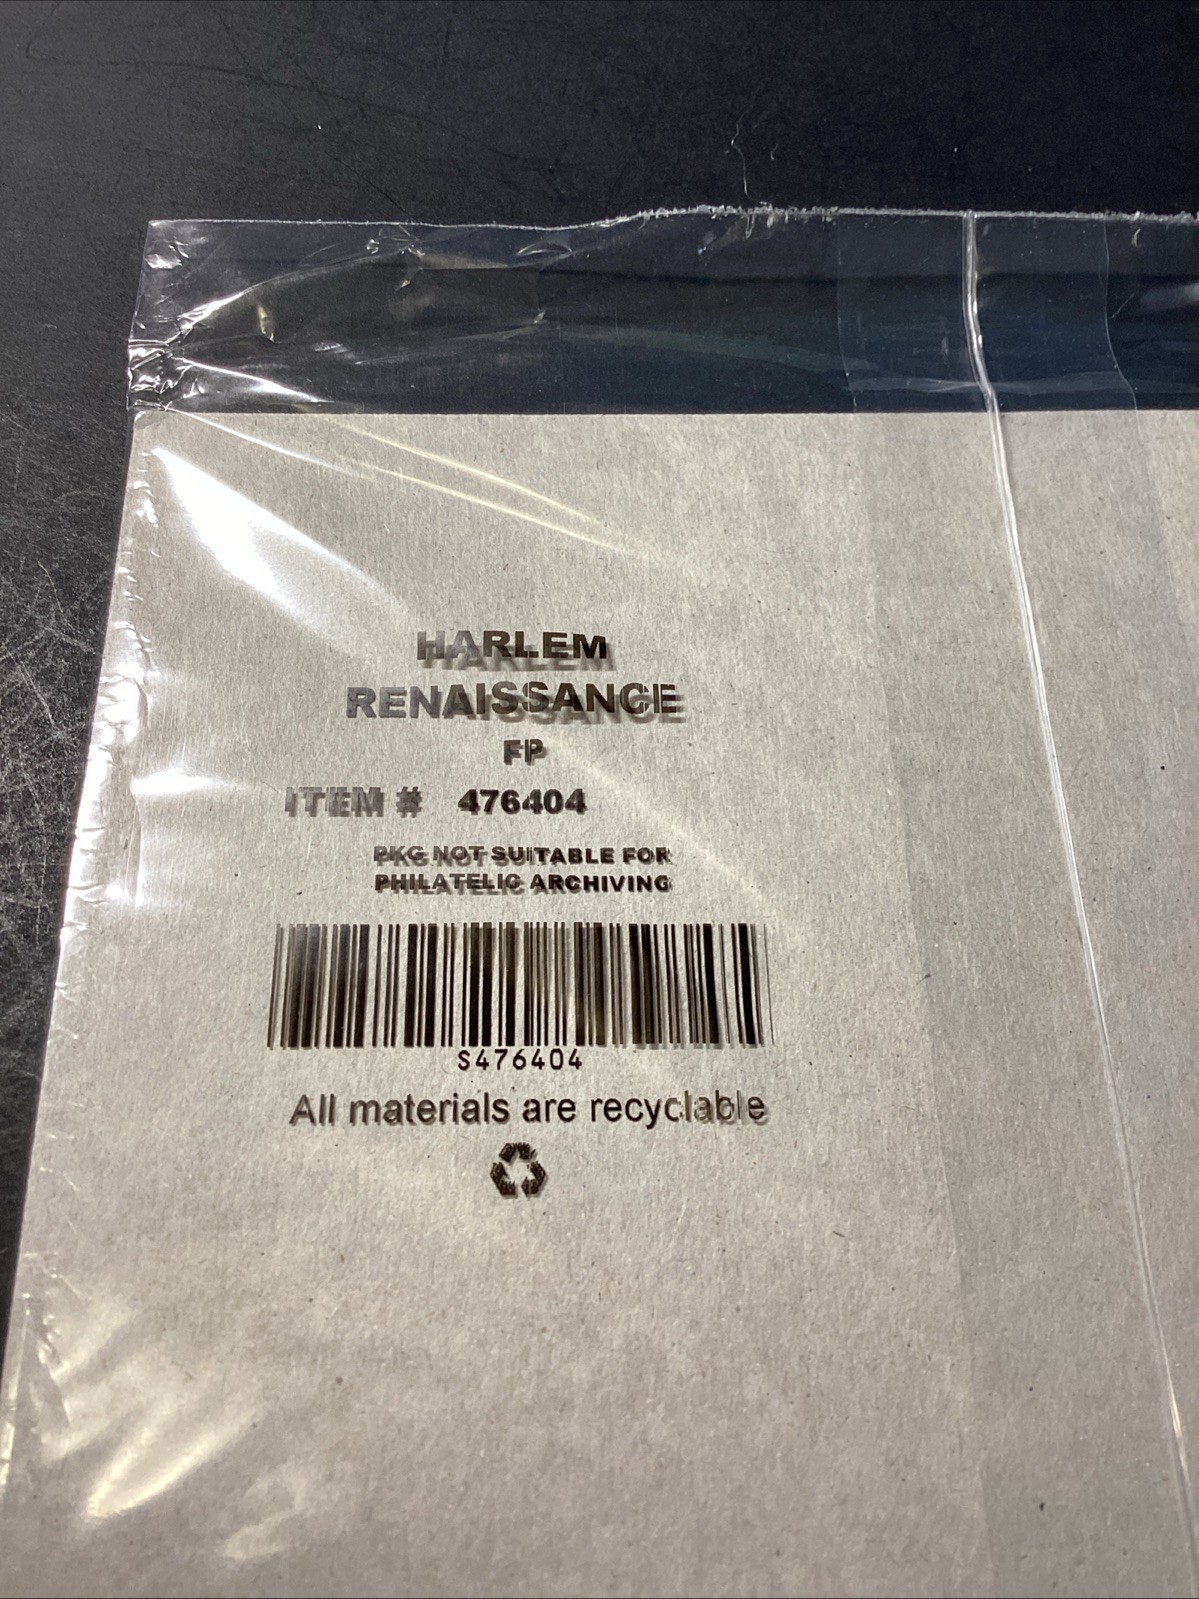 HARLEM
RENAISSANCE
FP
ITEM # 476404
PKG NOT SUITABLE FOR
PHILATELIC ARCHIVING
S476404
All materials are recyclable